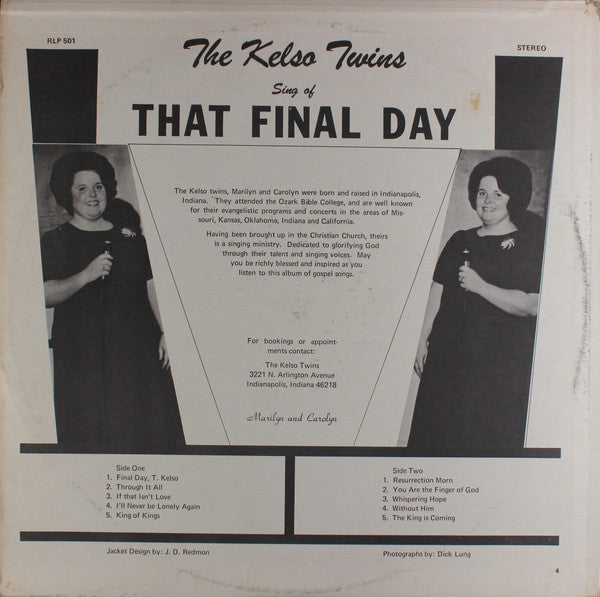 RLP 501
STEREO
The Kelso Twins
Sing of
THAT FINAL DAY
The Kelso twins, Marilyn and Carolyn were born and raised in Indianapolis,
Indiana. They attended the Ozark Bible College, and are well known
for their evangelistic programs and concerts in the areas of Mis-
souri, Kansas, Oklahoma, Indiana and California.
Having been brought up in the Christian Church, theirs
is a singing ministry. Dedicated to glorifying God
through their talent and singing voices. May
you be richly blessed and inspired as you
listen to this album of gospel songs.
For bookings or appoint-
ments contact:
The Kelso Twins
3221 N. Arlington Avenue
Indianapolis, Indiana 46218
Marilyn and Carolyn
Side One
1. Final Day, T. Kelso
2. Through It All
3. If that Isn't Love
4. I'll Never be Lonely Again
5. King of Kings
Side Two
1. Resurrection Morn
2. You Are the Finger of God
3. Whispering Hope
4. Without Him
5. The King is Coming
Jacket Design by: J. D. Redmon
Photographs by: Dick Lung
4